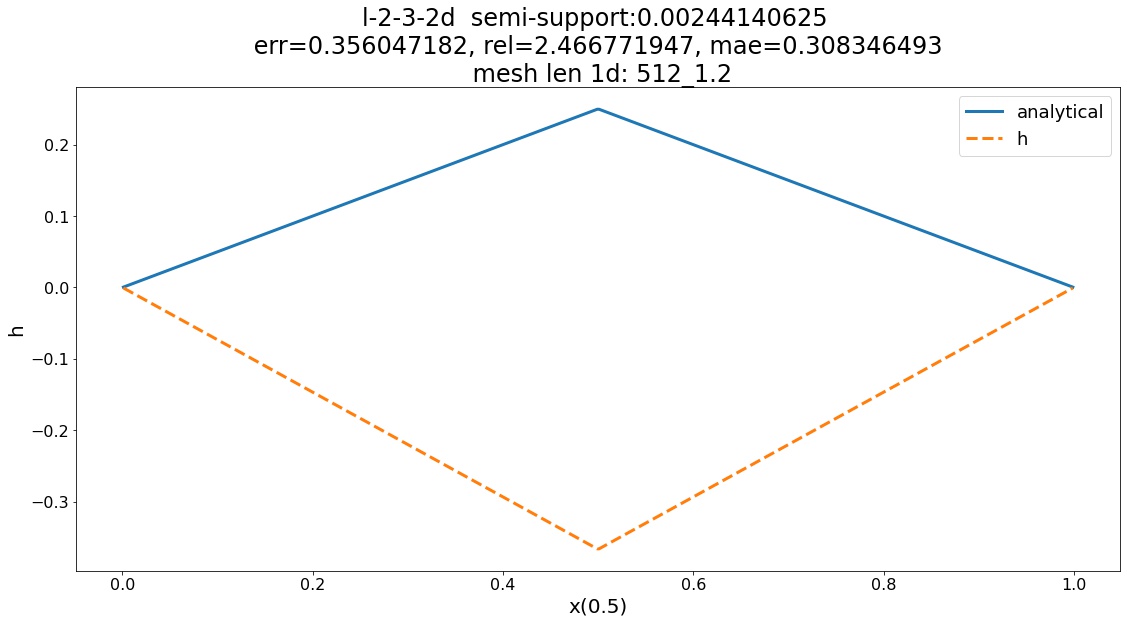 l-2-3-2d  semi-support:0.00244140625
err=0.356047182, rel=2.466771947, mae=0.308346493
mesh len 1d: 512_1.2
analytical
h
0.2
0.1
0.0
−0.1
−0.2
−0.3
h
0.0
0.2
0.4
0.6
0.8
1.0
x(0.5)